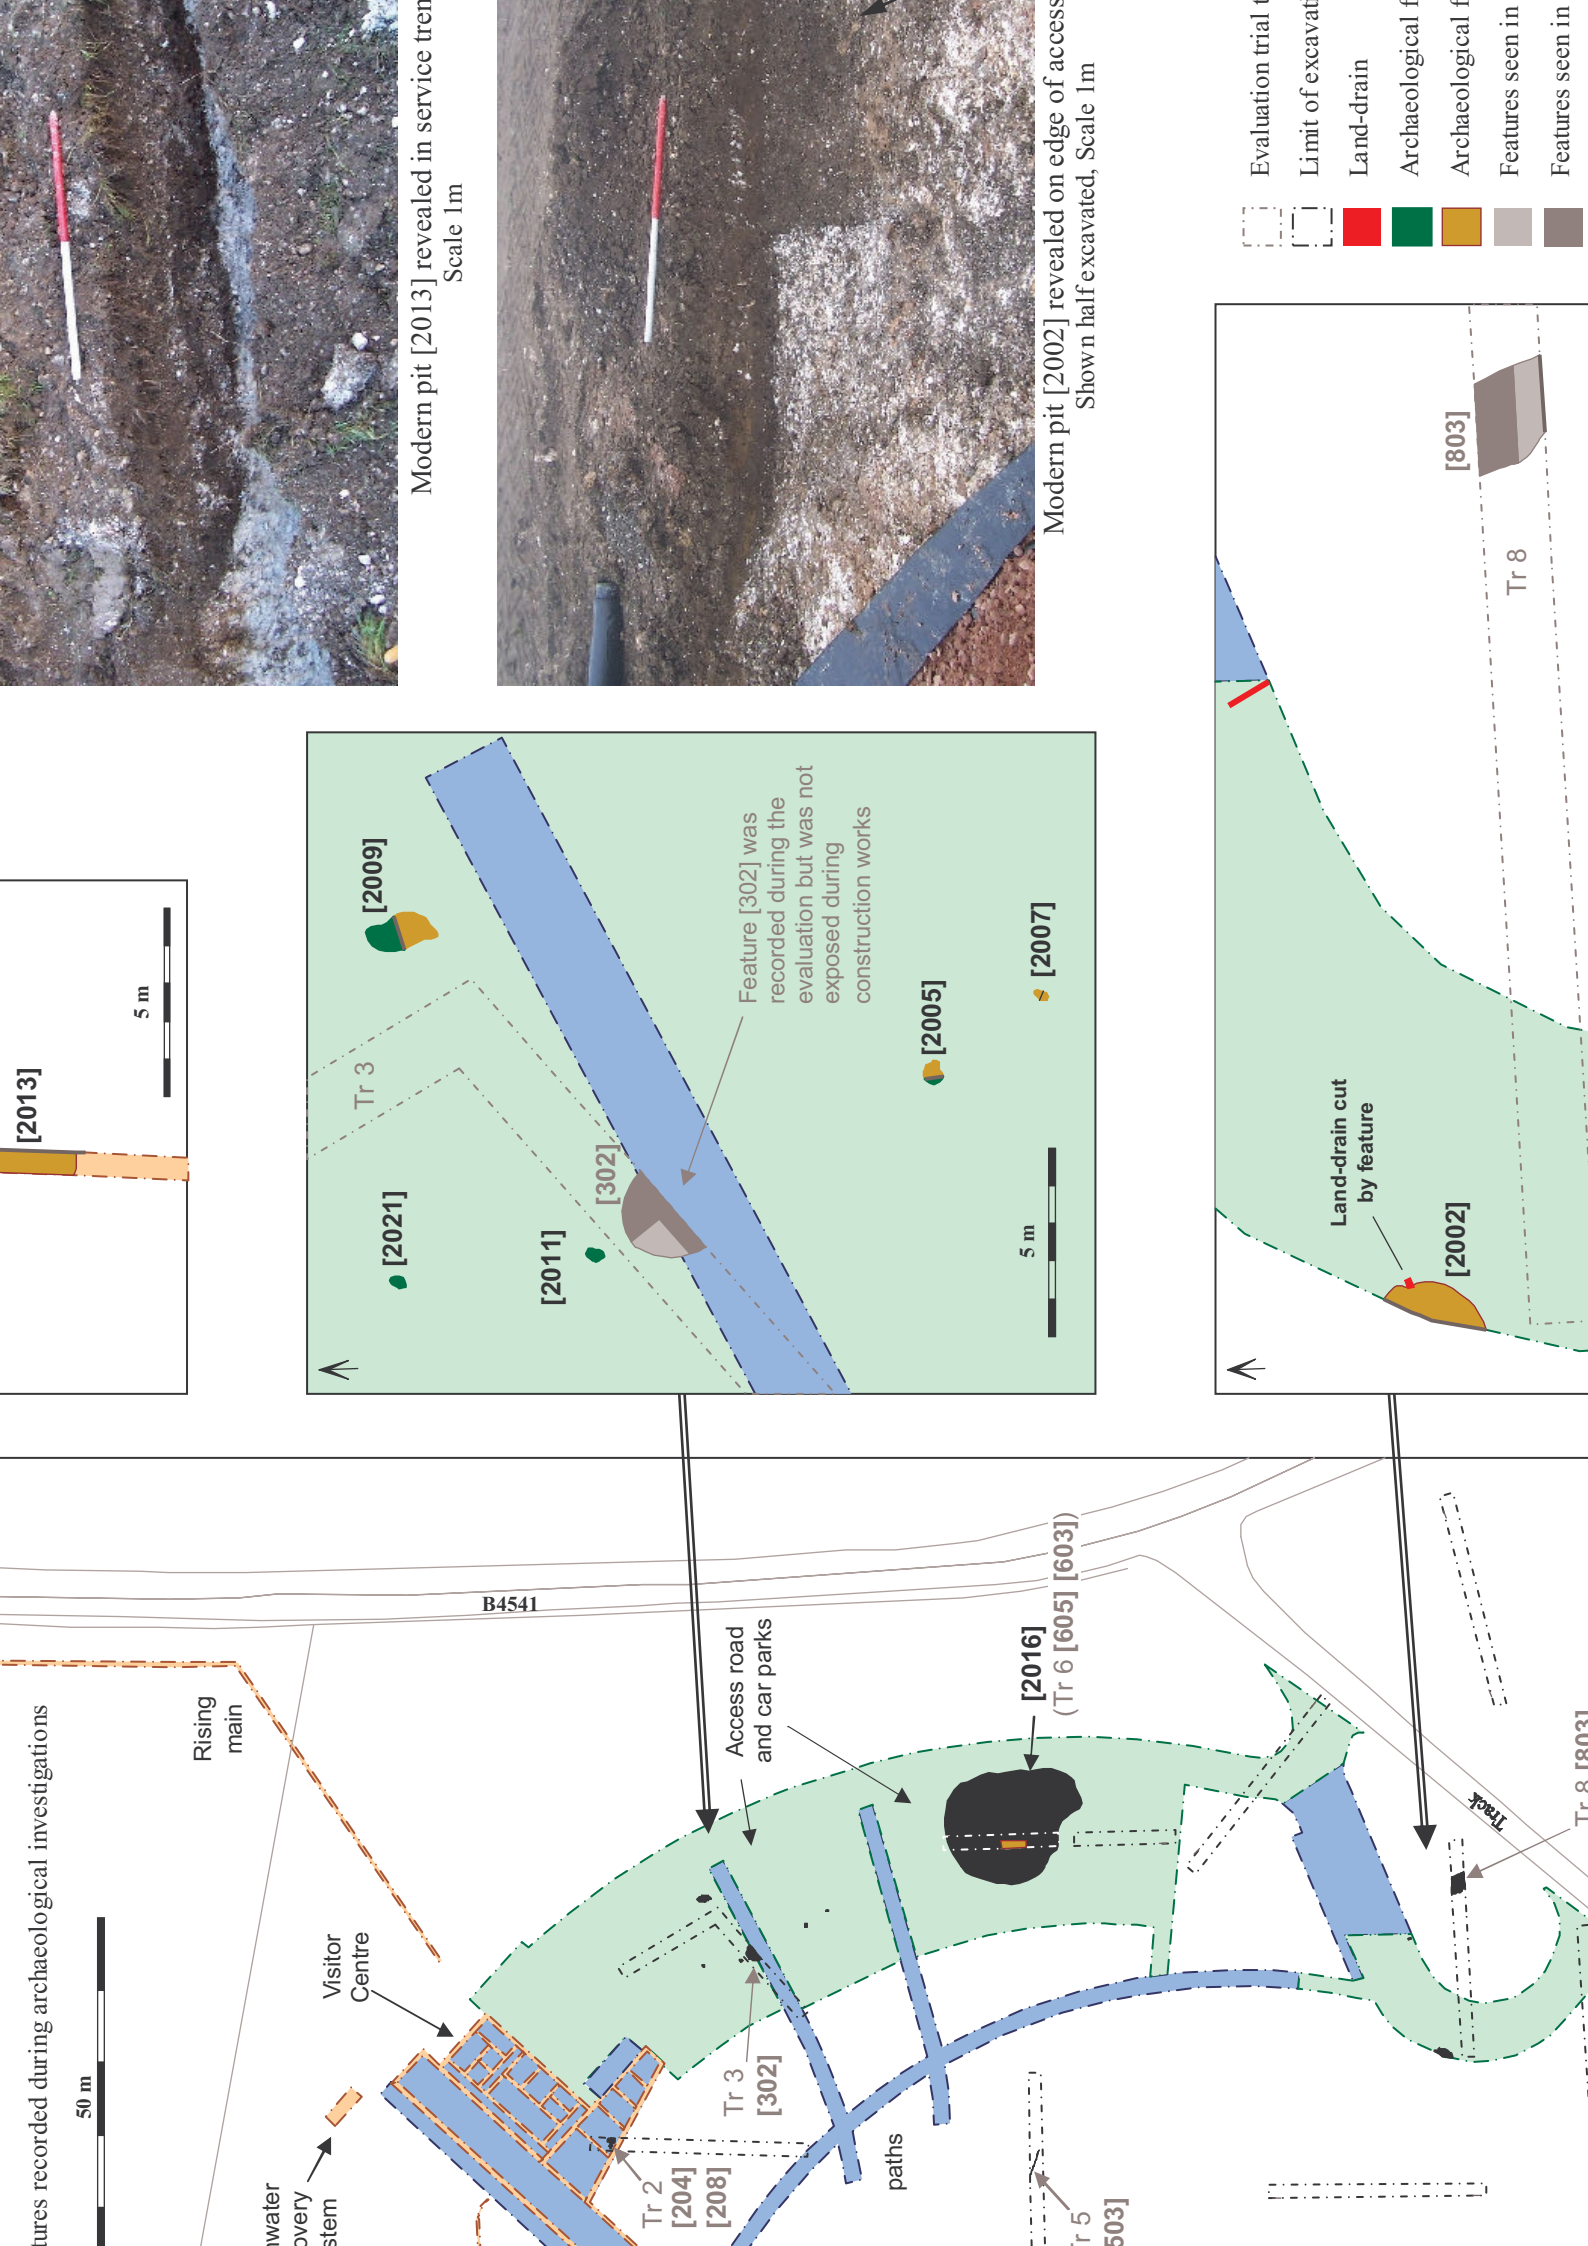 tures recorded during archaeological investigations
50 m
Rising
main
Visitor
Centre
stem
B4541
Access road
and car parks
[2016]
(Tr 6 [605] [603])
Tr 3
[302]
Tr 2
[204]
[208]
paths
503]
Track
Tr 8 [803]
[2013]
5 m
[2009]
Tr 3
[2021]
[302]
[2011]
Feature [302] was
recorded during the
evaluation but was not
exposed during
construction works
[2005]
[2007]
5 m
Land-drain cut
by feature
[2002]
[803]
Tr 8
Modern pit [2013] revealed in service tren
Scale 1m
Modern pit [2002] revealed on edge of access
Shown half excavated, Scale 1m
Evaluation trial t
Limit of excavati
Land-drain
Archaeological f
Archaeological f
Features seen in
Features seen in